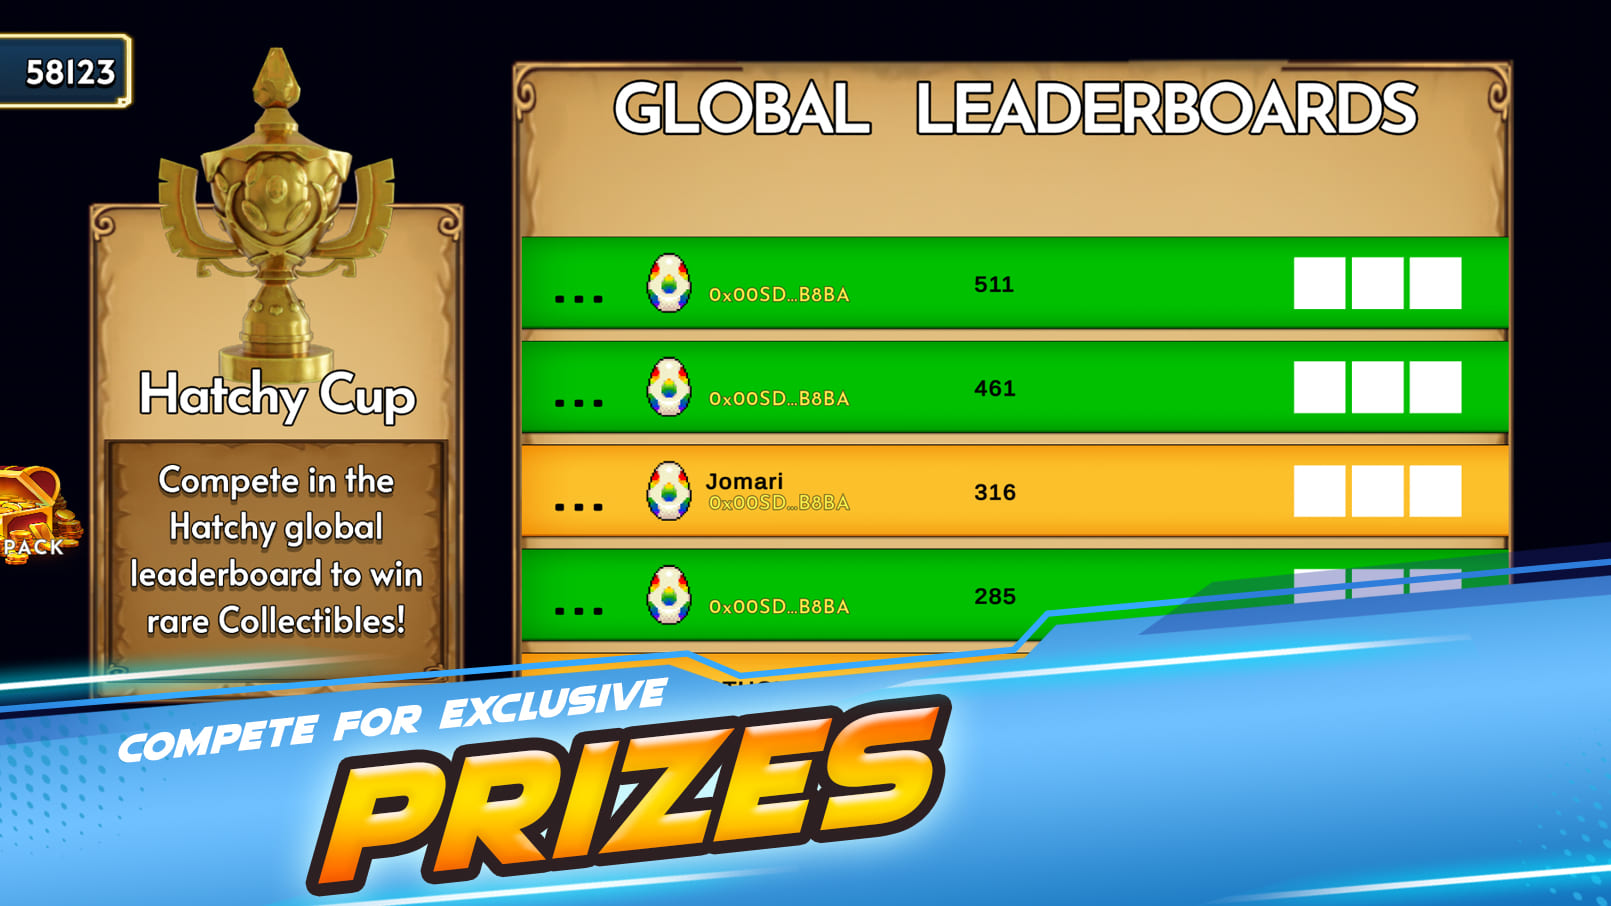 58123
GLOBAL LEADERBOARDS
... 0x00SD...B8BA 511
... 0x00SD...B8BA 461
Jomari
... 0x00SD...B8BA 316
... 0x00SD...B8BA 285
Hatchy Cup
Compete in the
Hatchy global
leaderboard to win
rare Collectibles!
PACK
COMPETE FOR EXCLUSIVE
PRIZES